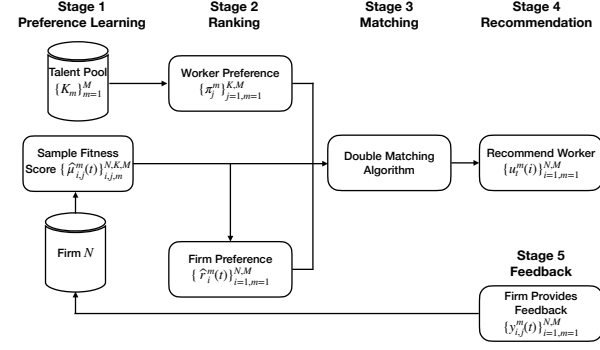 Stage 1
Preference Learning
Stage 2
Ranking
Stage 3
Matching
Stage 4
Recommendation
Talent Pool
{K_m}_{m=1}^{M}
Worker Preference
{π_j^m}_{j=1,m=1}^{K,M}
Sample Fitness
Score {μ̂_{i,j}^m(t)}_{i,j,m}^{N,K,M}
Double Matching
Algorithm
Recommend Worker
{u_t^m(i)}_{i=1,m=1}^{N,M}
Firm N
Firm Preference
{r̂_i^m(t)}_{i=1,m=1}^{N,M}
Stage 5
Feedback
Firm Provides
Feedback
{y_{i,j}^m(t)}_{i=1,m=1}^{N,M}